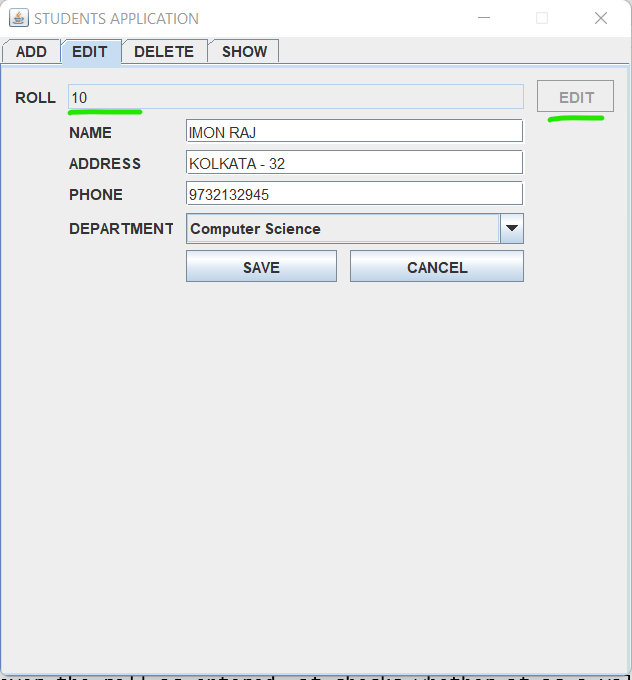 STUDENTS APPLICATION
ADD EDIT DELETE SHOW
ROLL 10 EDIT
NAME IMON RAJ
ADDRESS KOLKATA - 32
PHONE 9732132945
DEPARTMENT Computer Science
SAVE CANCEL